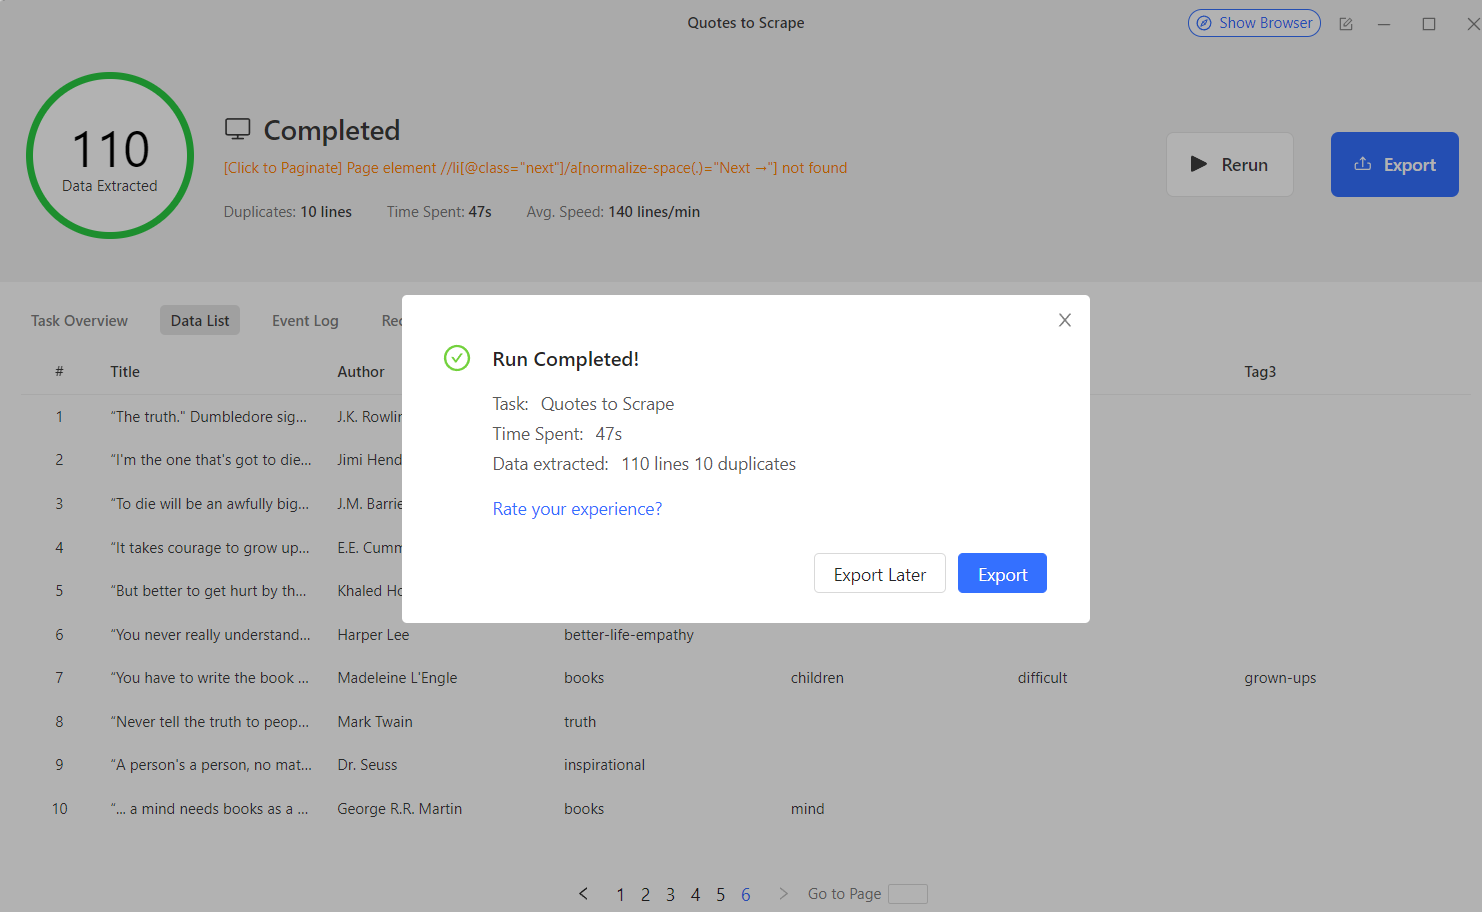 Quotes to Scrape
Show Browser
110
Data Extracted
Completed
[Click to Paginate] Page element //li[@class="next"]/a[normalize-space(.)="Next →"] not found
Duplicates: 10 lines Time Spent: 47s Avg. Speed: 140 lines/min
Rerun
Export
Task Overview Data List Event Log Rec
# Title Author Tag3
1 “The truth." Dumbledore sig... J.K. Rowlin
2 “I'm the one that's got to die... Jimi Hend
3 “To die will be an awfully big... J.M. Barrie
4 “It takes courage to grow up... E.E. Cumm
5 “But better to get hurt by th... Khaled Ho
6 “You never really understand... Harper Lee better-life-empathy
7 “You have to write the book ... Madeleine L'Engle books children difficult grown-ups
8 “Never tell the truth to peop... Mark Twain truth
9 “A person's a person, no mat... Dr. Seuss inspirational
10 “... a mind needs books as a ... George R.R. Martin books mind
Run Completed!
Task: Quotes to Scrape
Time Spent: 47s
Data extracted: 110 lines 10 duplicates
Rate your experience?
Export Later Export
< 1 2 3 4 5 6 > Go to Page